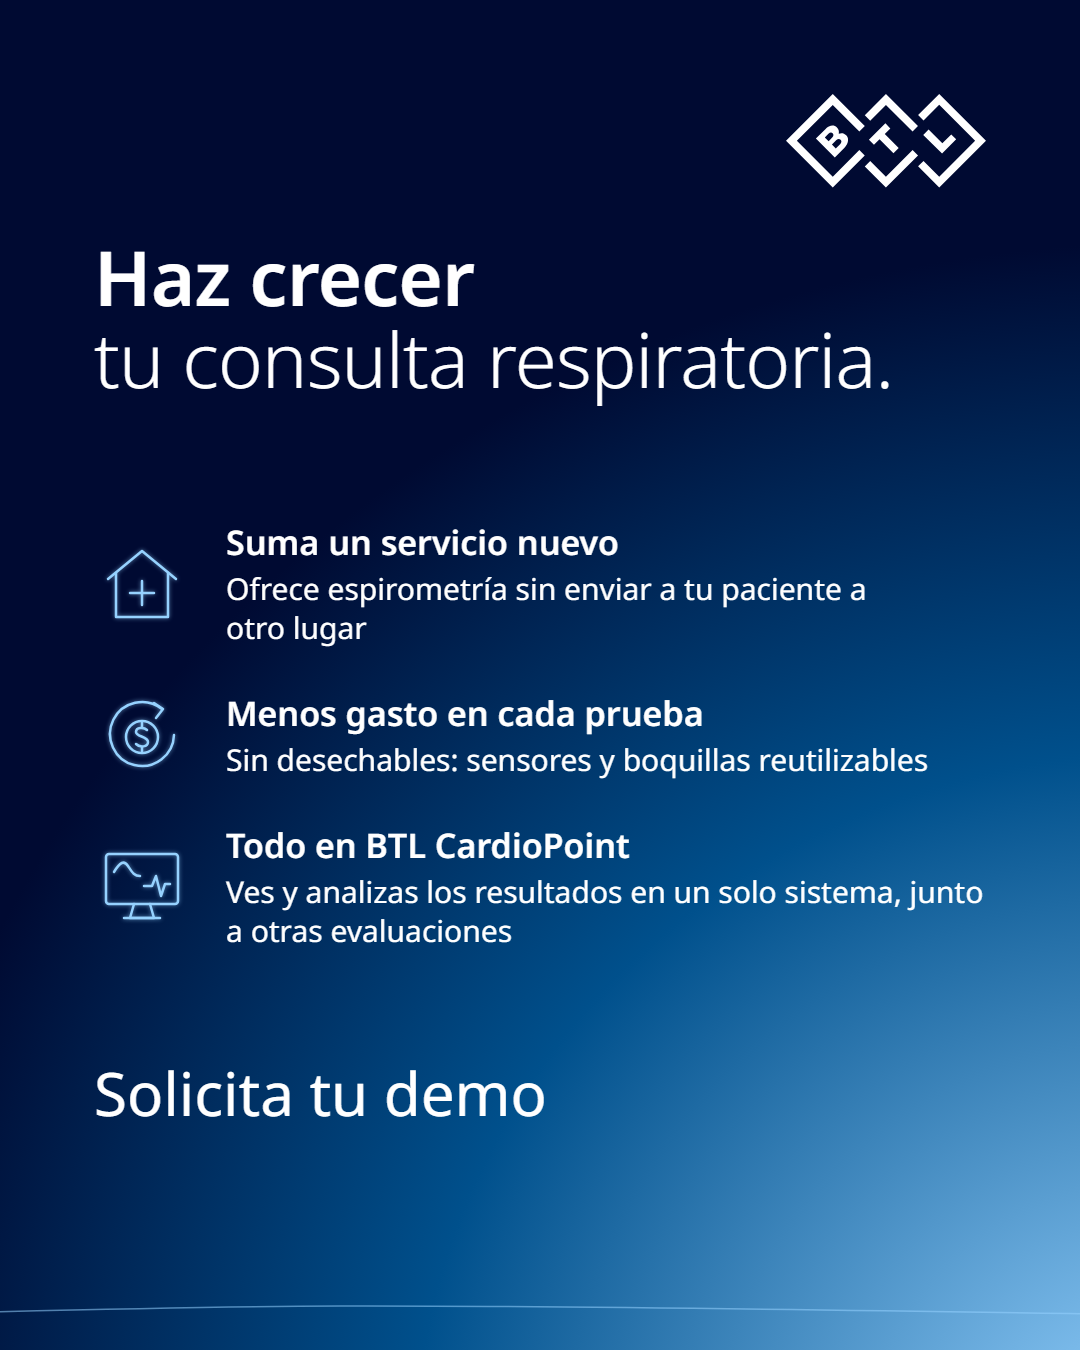 BTL
Haz crecer
tu consulta respiratoria.
Suma un servicio nuevo
Ofrece espirometría sin enviar a tu paciente a
otro lugar
Menos gasto en cada prueba
Sin desechables: sensores y boquillas reutilizables
Todo en BTL CardioPoint
Ves y analizas los resultados en un solo sistema, junto
a otras evaluaciones
Solicita tu demo